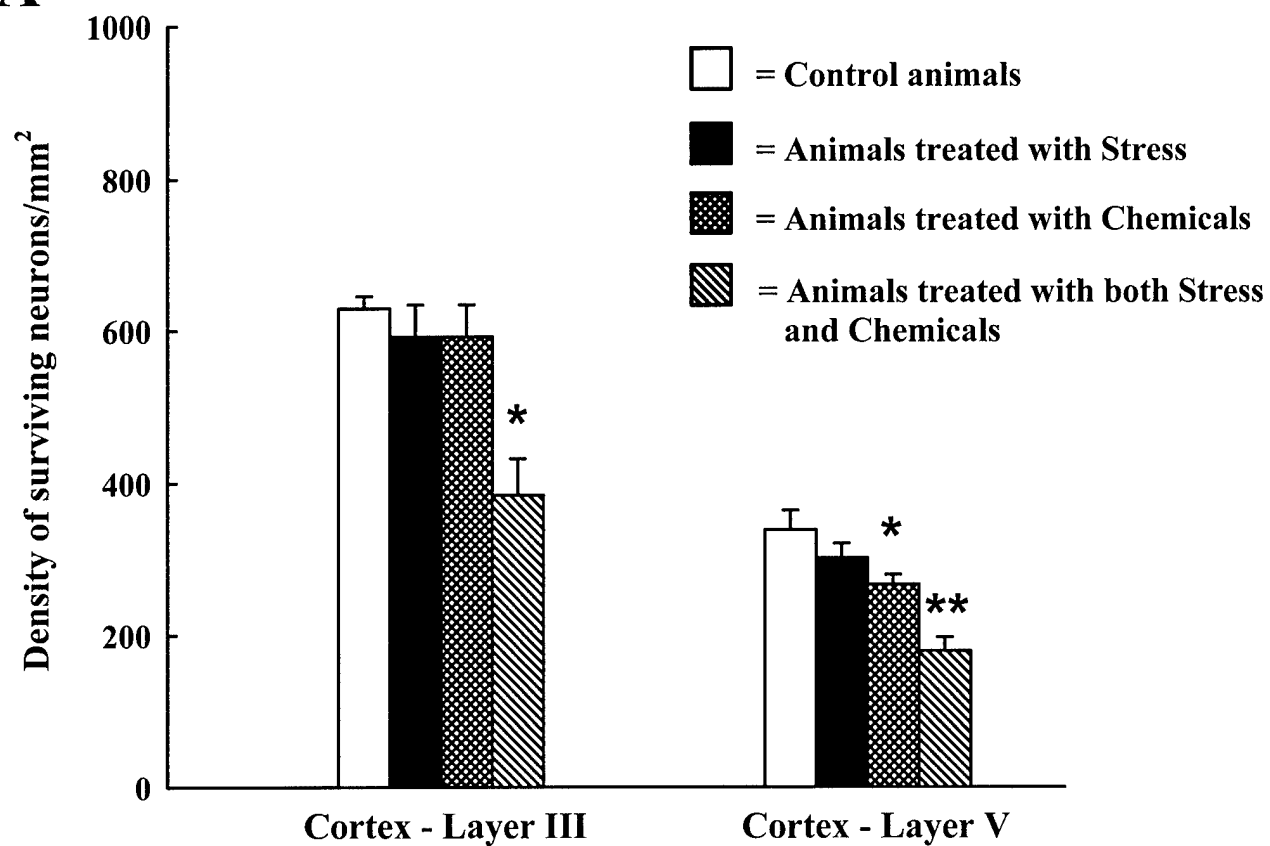 1000
800
600
400
200
0
Density of surviving neurons/mm²
= Control animals
= Animals treated with Stress
= Animals treated with Chemicals
= Animals treated with both Stress
and Chemicals
*
*
**
Cortex - Layer III
Cortex - Layer V